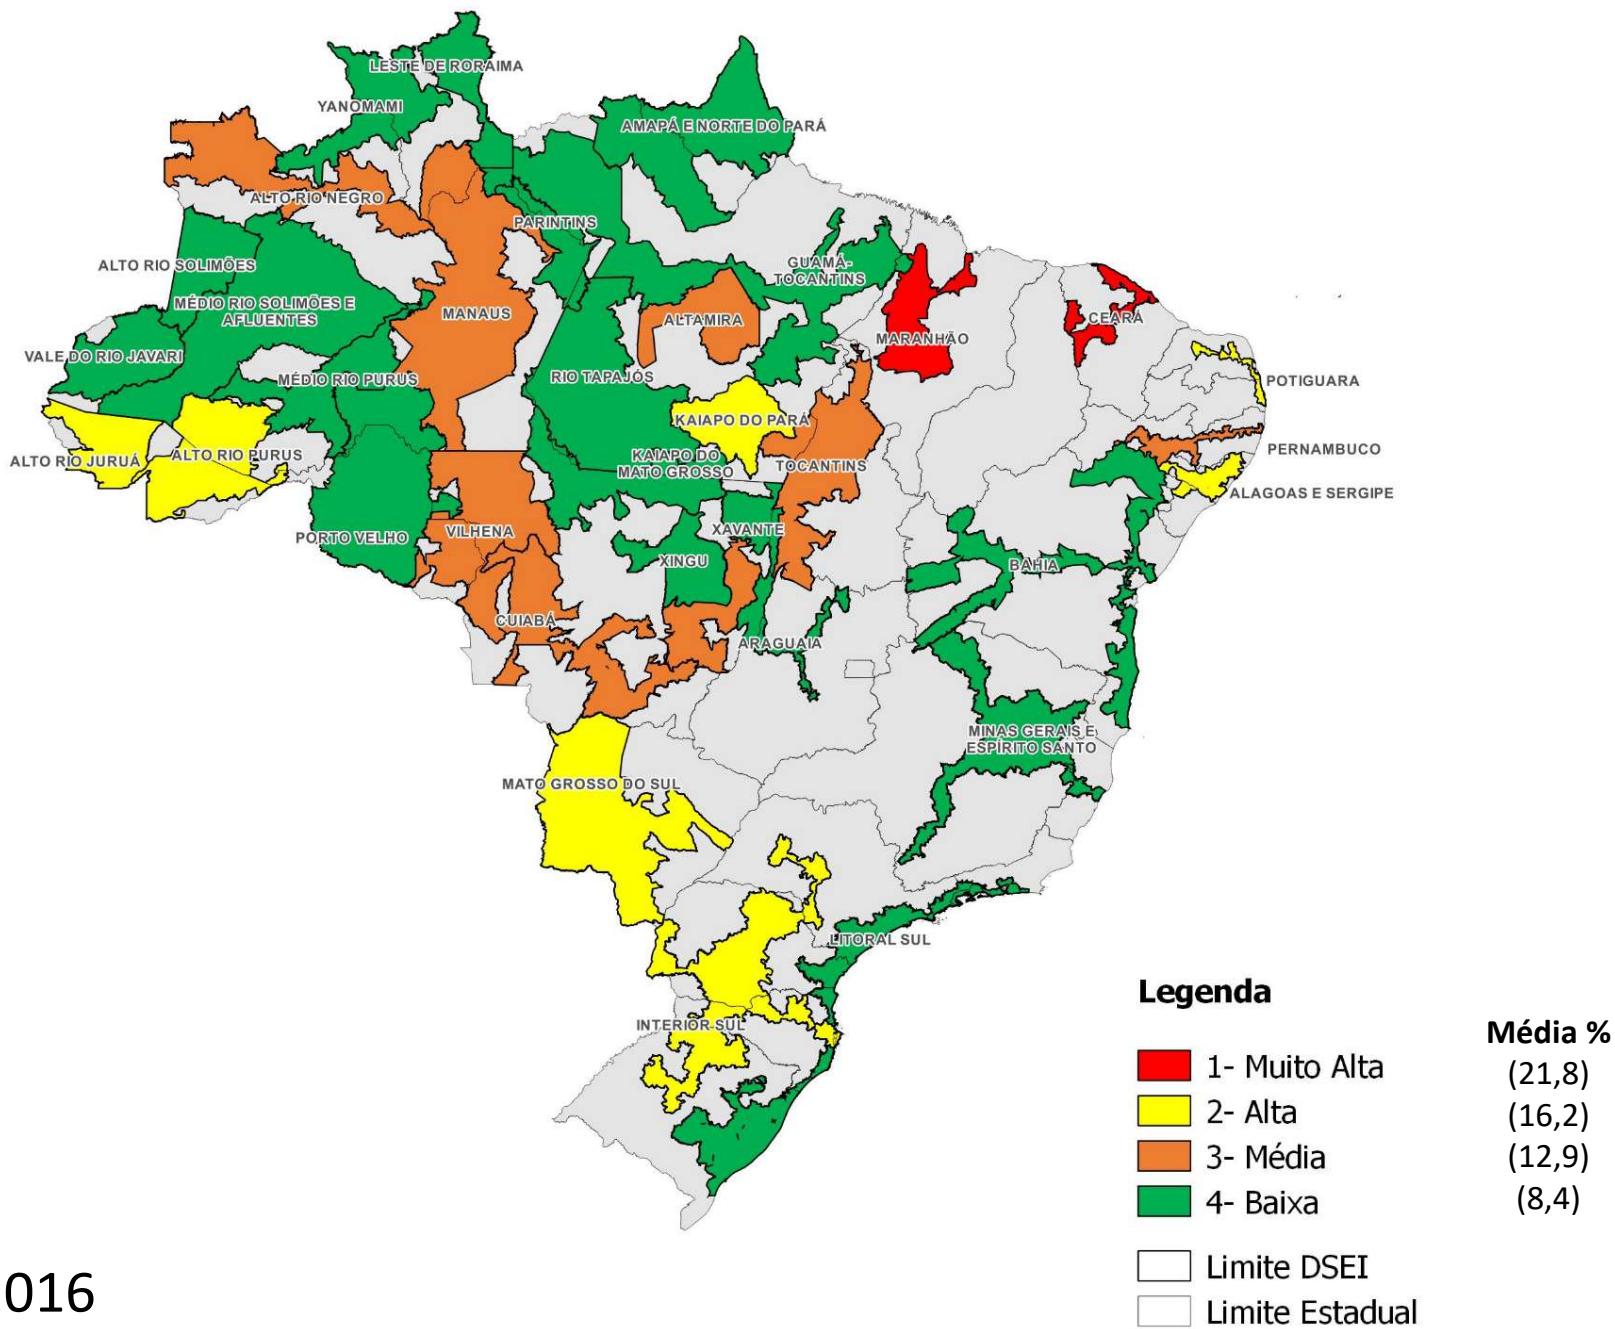 LESTE DE RORAIMA
YANOMAMI
AMAPÁ E NORTE DO PARÁ
ALTO RIO NEGRO
PARINTINS
ALTO RIO SOLIMÕES
GUAMÁ-
TOCANTINS
MÉDIO RIO SOLIMÕES E
AFLUENTES
MANAUS
ALTAMIRA
CEARÁ
MARANHÃO
VALE DO RIO JAVARI
MÉDIO RIO PURUS
RIO TAPAJÓS
POTIGUARA
KAIAPO DO PARÁ
ALTO RIO JURUÁ
ALTO RIO PURUS
KAIAPO DO
MATO GROSSO
TOCANTINS
PERNAMBUCO
ALAGOAS E SERGIPE
PORTO VELHO
VILHENA
XAVANTE
XINGU
BAHIA
CUIABÁ
ARAGUAIA
MINAS GERAIS E
ESPÍRITO SANTO
MATO GROSSO DO SUL
LITORAL SUL
INTERIOR SUL
Legenda
Média %
1- Muito Alta (21,8)
2- Alta (16,2)
3- Média (12,9)
4- Baixa (8,4)
Limite DSEI
Limite Estadual
016